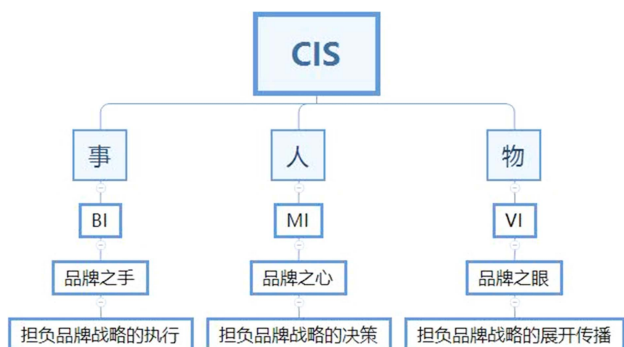 CIS
事
人
物
BI
MI
VI
品牌之手
品牌之心
品牌之眼
担负品牌战略的执行
担负品牌战略的决策
担负品牌战略的展开传播